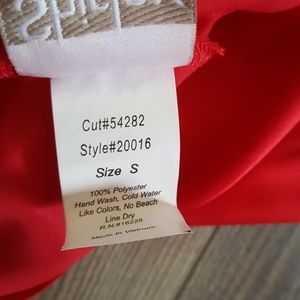 Cut#54282
Style#20016
Size S
100% Polyester
Hand Wash, Cold Water
Like Colors, No Beach
Line Dry
R.N.#16225
Made In Vietnam